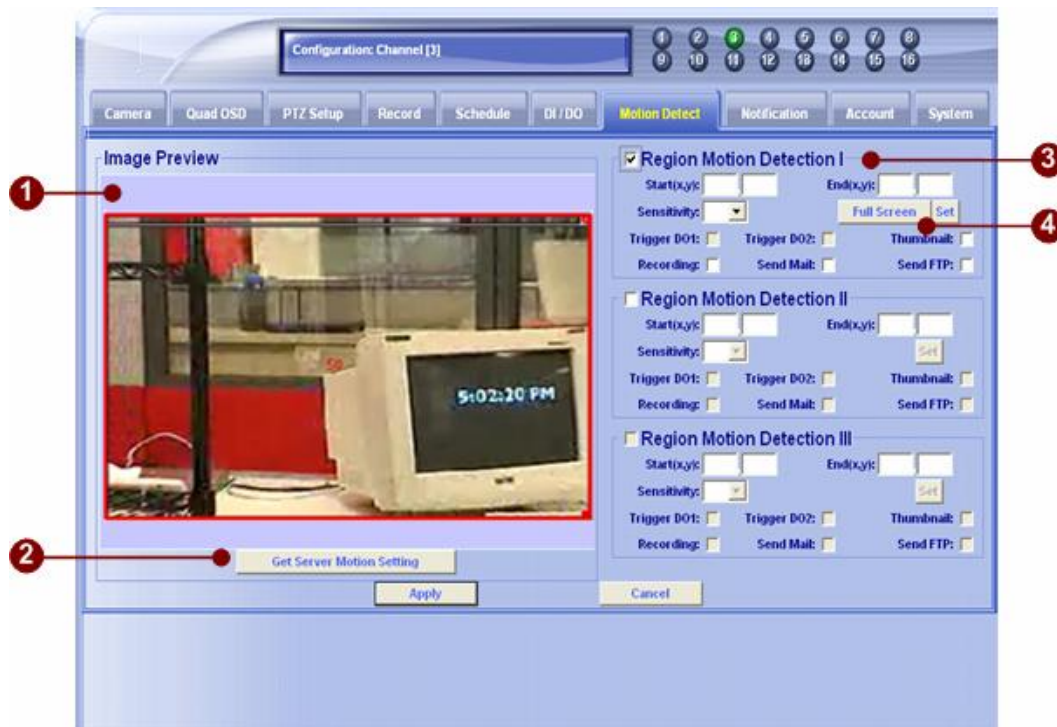 Configuration: Channel [3]
1 2 3 4 5 6 7 8
9 10 11 12 13 14 15 16
Camera Quad OSD PTZ Setup Record Schedule DI / DO Motion Detect Notification Account System
Image Preview
1
5:02:20 PM
2
Get Server Motion Setting
Region Motion Detection I
3
Start(x,y): End(x,y):
Sensitivity: Full Screen Set
4
Trigger DO1: Trigger DO2: Thumbnail:
Recording: Send Mail: Send FTP:
Region Motion Detection II
Start(x,y): End(x,y):
Sensitivity: Set
Trigger DO1: Trigger DO2: Thumbnail:
Recording: Send Mail: Send FTP:
Region Motion Detection III
Start(x,y): End(x,y):
Sensitivity: Set
Trigger DO1: Trigger DO2: Thumbnail:
Recording: Send Mail: Send FTP:
Apply Cancel